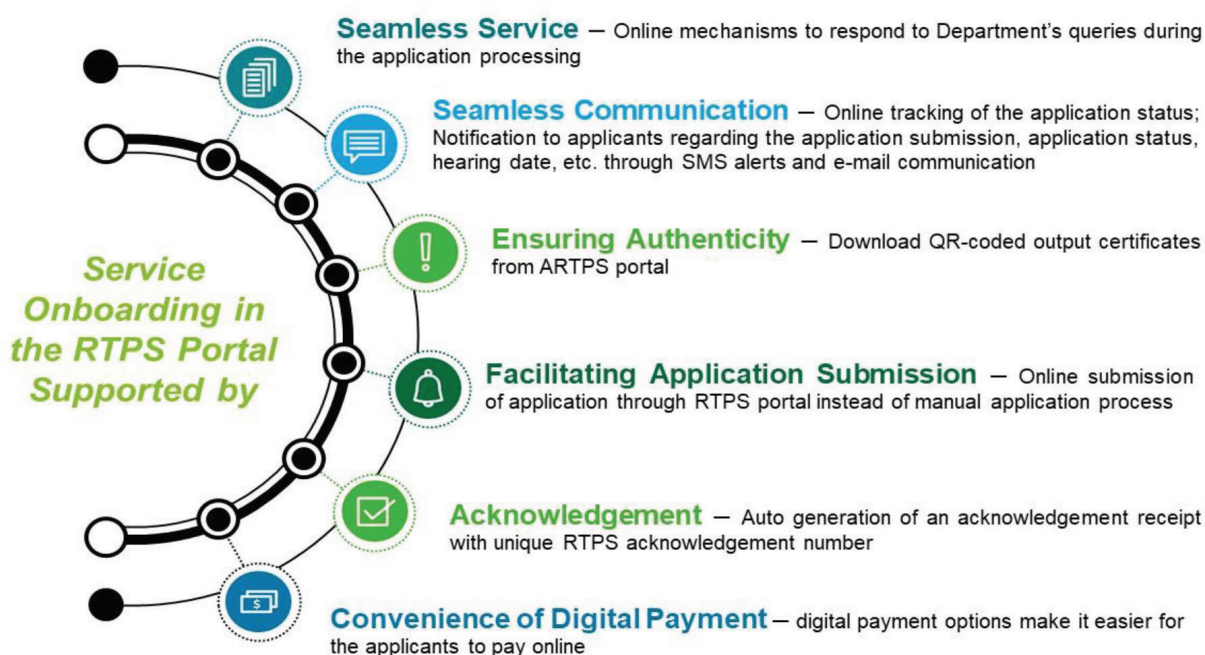 Seamless Service — Online mechanisms to respond to Department's queries during
the application processing
Seamless Communication — Online tracking of the application status;
Notification to applicants regarding the application submission, application status,
hearing date, etc. through SMS alerts and e-mail communication
Ensuring Authenticity — Download QR-coded output certificates
from ARTPS portal
Service
Onboarding in
the RTPS Portal
Supported by
Facilitating Application Submission — Online submission
of application through RTPS portal instead of manual application process
Acknowledgement — Auto generation of an acknowledgement receipt
with unique RTPS acknowledgement number
$
Convenience of Digital Payment — digital payment options make it easier for
the applicants to pay online